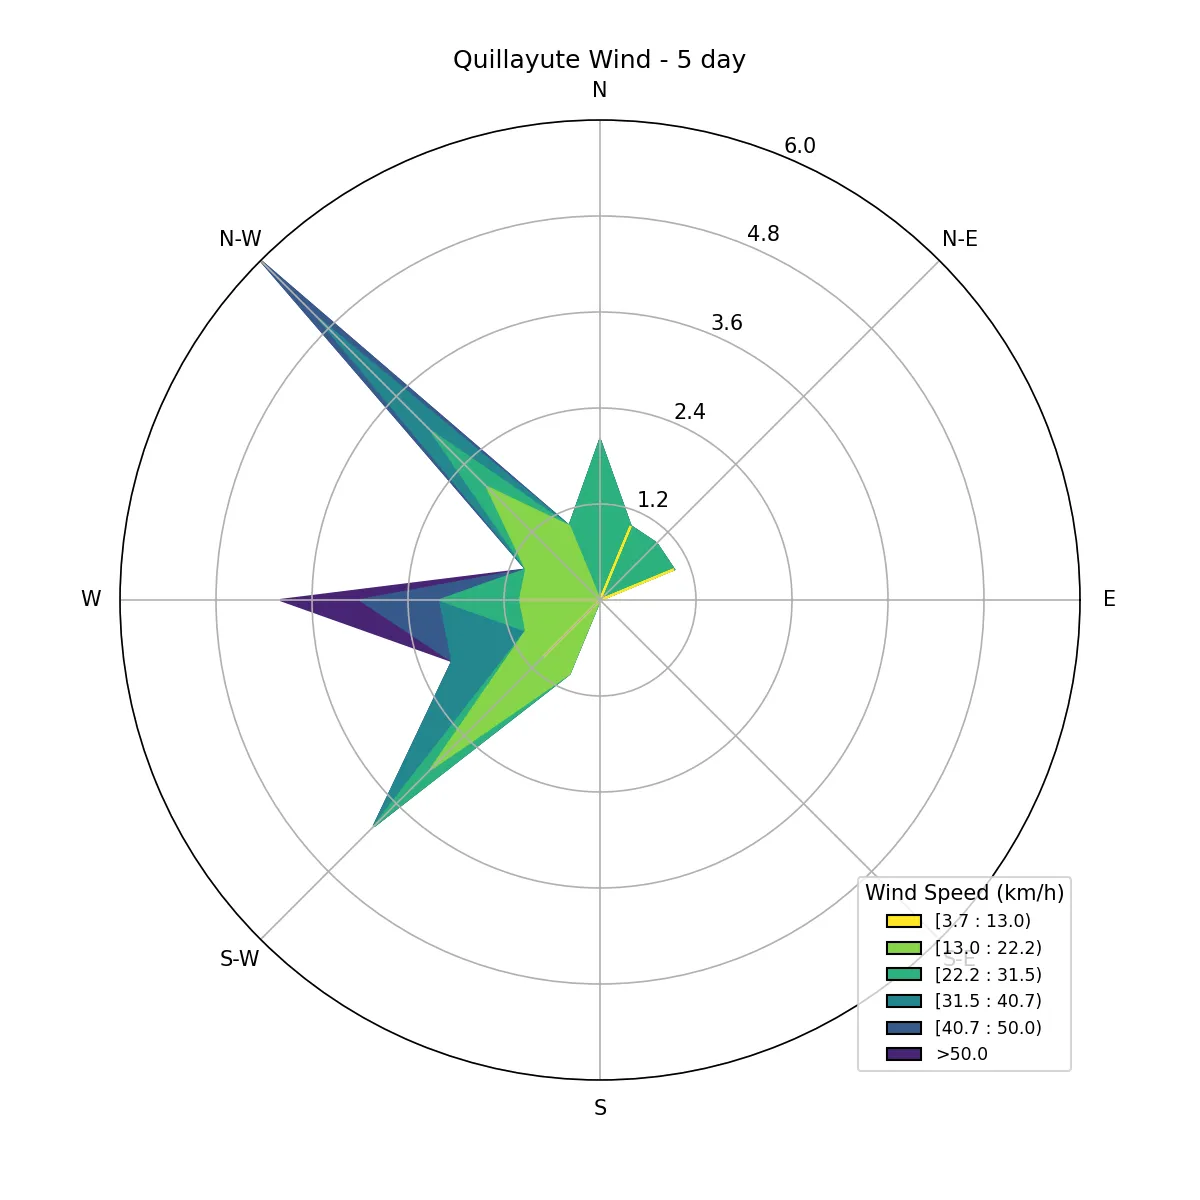 Quillayute Wind - 5 day
N
6.0
N-W
N-E
4.8
3.6
2.4
1.2
W
E
Wind Speed (km/h)
[3.7 : 13.0)
[13.0 : 22.2)
S-W
S-E
[22.2 : 31.5)
[31.5 : 40.7)
[40.7 : 50.0)
>50.0
S